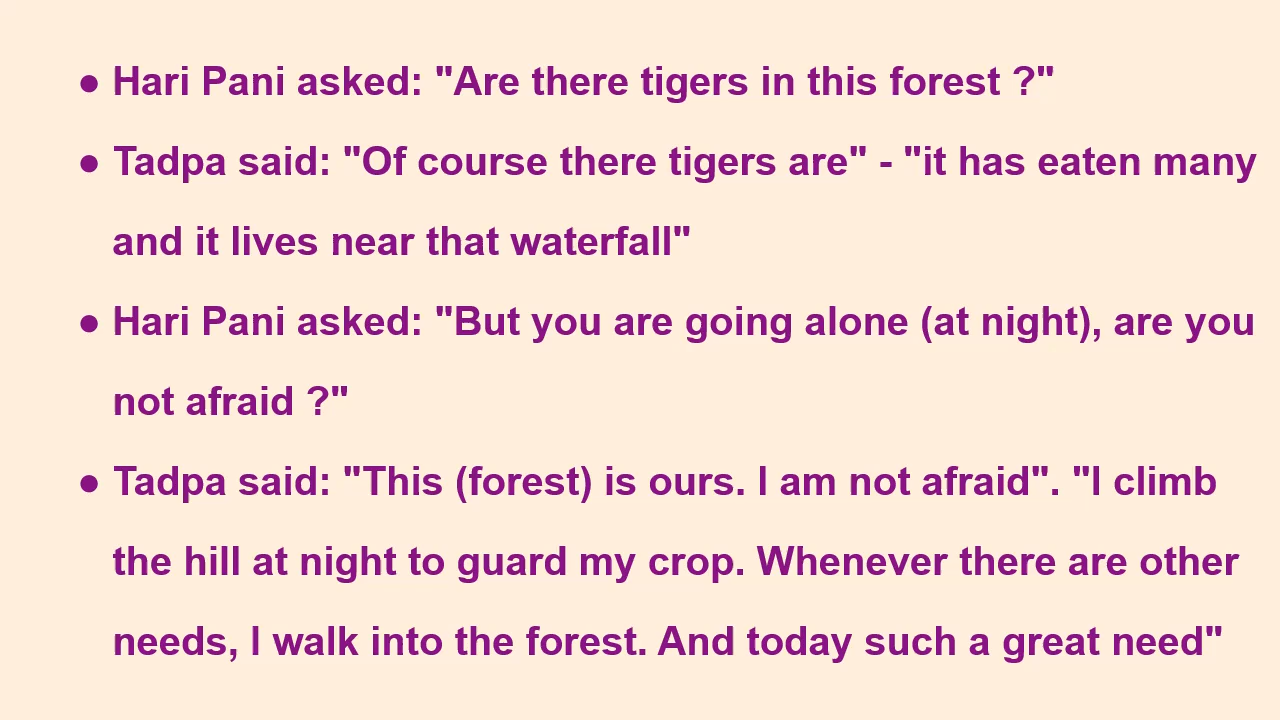 ● Hari Pani asked: "Are there tigers in this forest ?"
● Tadpa said: "Of course there tigers are" - "it has eaten many
and it lives near that waterfall"
● Hari Pani asked: "But you are going alone (at night), are you
not afraid ?"
● Tadpa said: "This (forest) is ours. I am not afraid". "I climb
the hill at night to guard my crop. Whenever there are other
needs, I walk into the forest. And today such a great need"